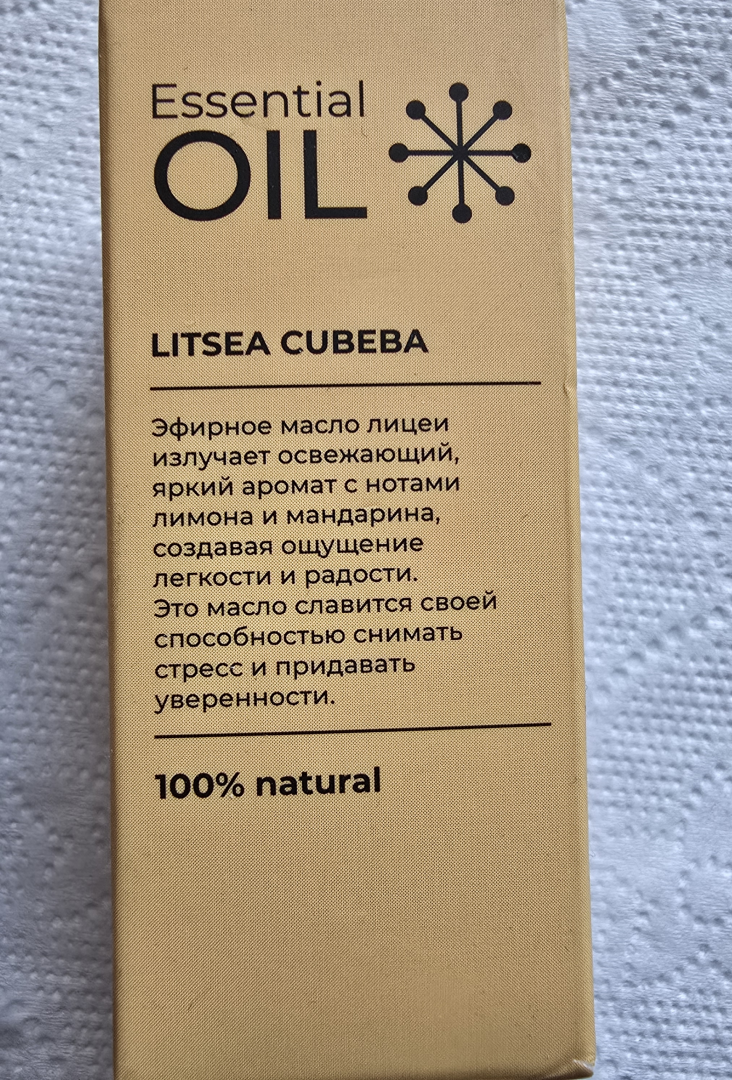 Essential
OIL
LITSEA CUBEBA
Эфирное масло лицеи
излучает освежающий,
яркий аромат с нотами
лимона и мандарина,
создавая ощущение
легкости и радости.
Это масло славится своей
способностью снимать
стресс и придавать
уверенности.
100% natural